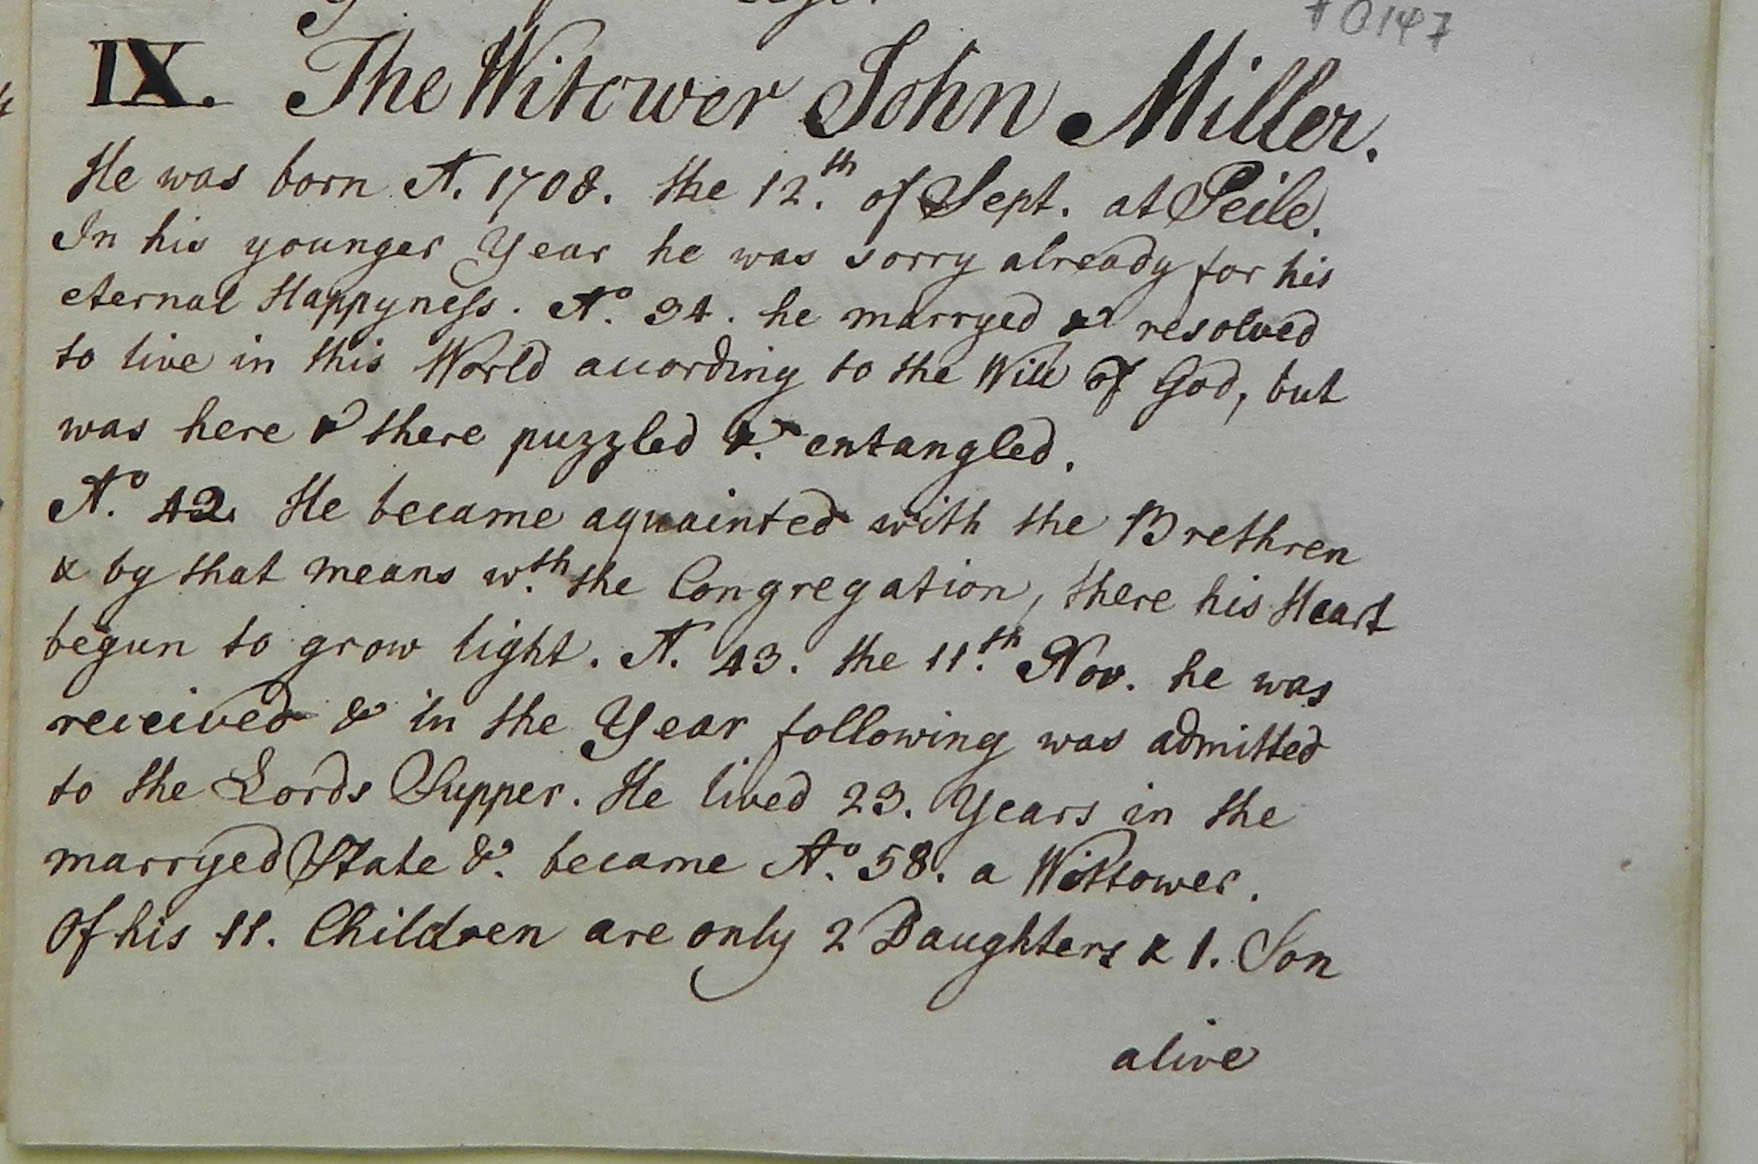 # 0147
IX. The Witower John Miller.
He was born A. 1708. the 12.th of Sept. at Peile.
In his younger Year he was sorry already for his
eternal Happyness. Ao. 34. he marryed & resolved
to live in this World according to the Will of God, but
was here & there puzzled &. entangled.
Ao. 42. He became aquainted with the Brethren
& by that means w.th the Congregation, there his Heart
begun to grow light. A. 43. the 11.th Nov. he was
received & in the Year following was admitted
to the Lords Supper. He lived 23. Years in the
marryed State &. became Ao. 58. a Wittower.
Of his 11. Children are only 2 Daughters & 1. Son
alive